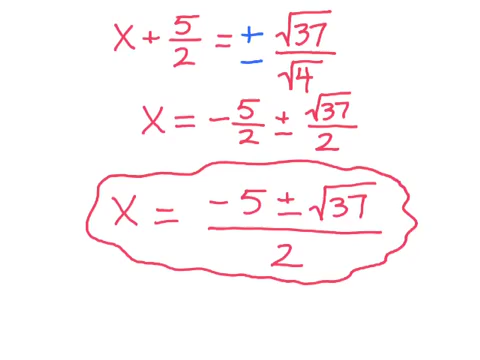 x + 5/2 = ± √37/√4
x = -5/2 ± √37/2
x = (-5 ± √37)/2